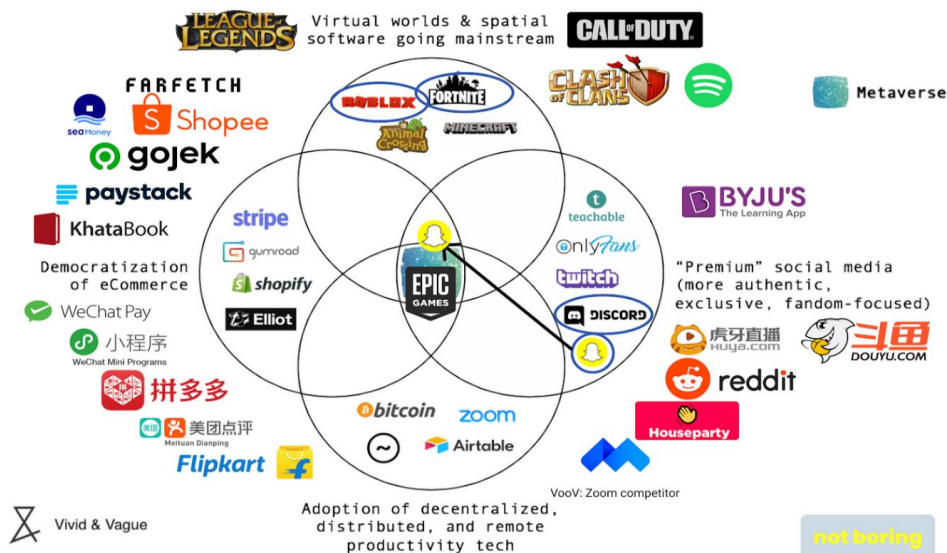 LEAGUE OF LEGENDS
Virtual worlds & spatial
software going mainstream
CALL OF DUTY
FARFETCH
seaMoney
S Shopee
gojek
paystack
KhataBook
ROBLOX
FORTNITE
Animal Crossing
MINECRAFT
CLASH OF CLANS
Metaverse
stripe
gumroad
shopify
Elliot
teachable
OnlyFans
twitch
DISCORD
BYJU'S
The Learning App
EPIC GAMES
Democratization
of eCommerce
WeChat Pay
小程序
WeChat Mini Programs
拼多多
美团
美团点评
Meituan Dianping
Flipkart
“Premium” social media
(more authentic,
exclusive, fandom-focused)
虎牙直播
HUYA.COM
斗鱼
DOUYU.COM
reddit
Houseparty
VooV: Zoom competitor
bitcoin
zoom
~
Airtable
Adoption of decentralized,
distributed, and remote
productivity tech
Vivid & Vague
not boring